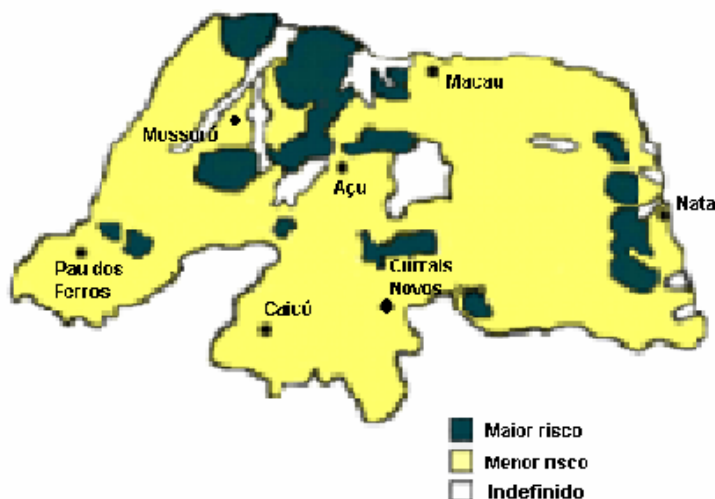 Macau
Mossoró
Açu
Nata
Pau dos
Ferros
Currais
Novos
Caicó
Maior risco
Menor risco
Indefinido